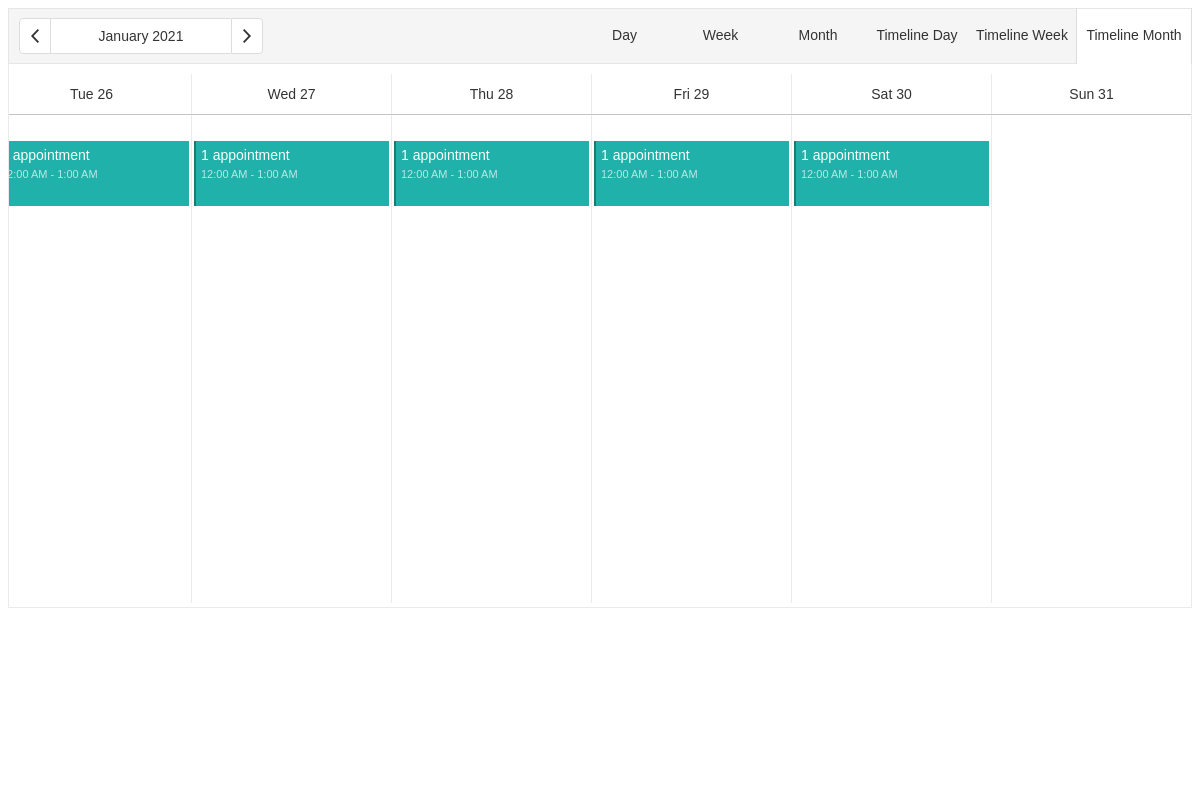 January 2021
Day Week Month Timeline Day Timeline Week Timeline Month
Tue 26 Wed 27 Thu 28 Fri 29 Sat 30 Sun 31
appointment 1 appointment 1 appointment 1 appointment 1 appointment
2:00 AM - 1:00 AM 12:00 AM - 1:00 AM 12:00 AM - 1:00 AM 12:00 AM - 1:00 AM 12:00 AM - 1:00 AM